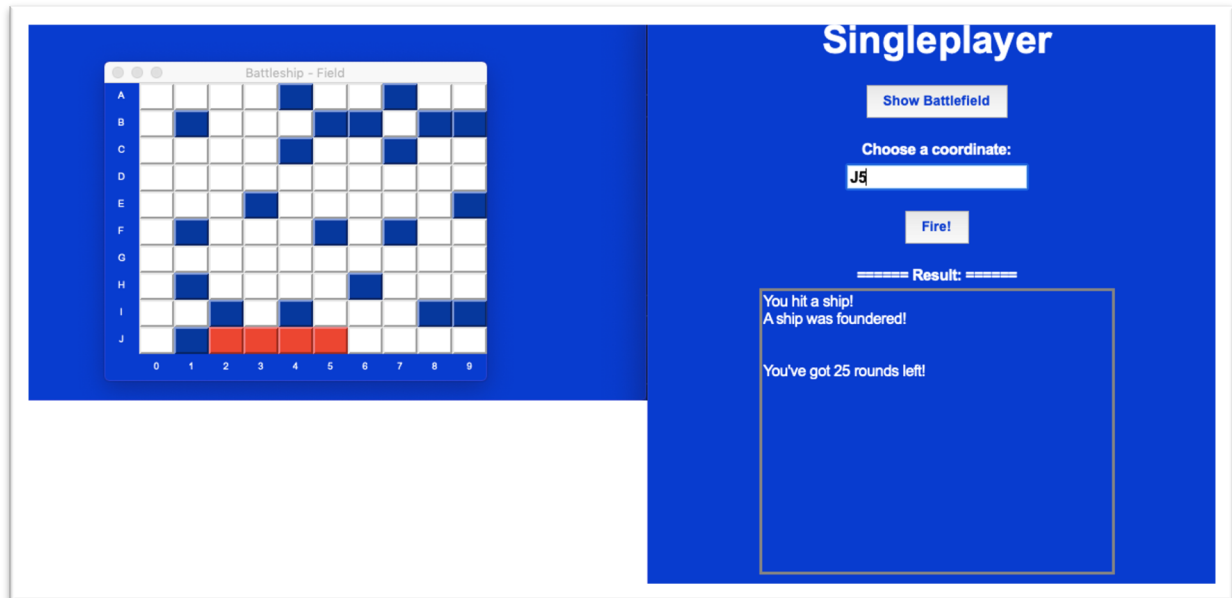 Battleship - Field
A
B
C
D
E
F
G
H
I
J
0 1 2 3 4 5 6 7 8 9
Singleplayer
Show Battlefield
Choose a coordinate:
J5
Fire!
====== Result: ======
You hit a ship!
A ship was foundered!
You've got 25 rounds left!